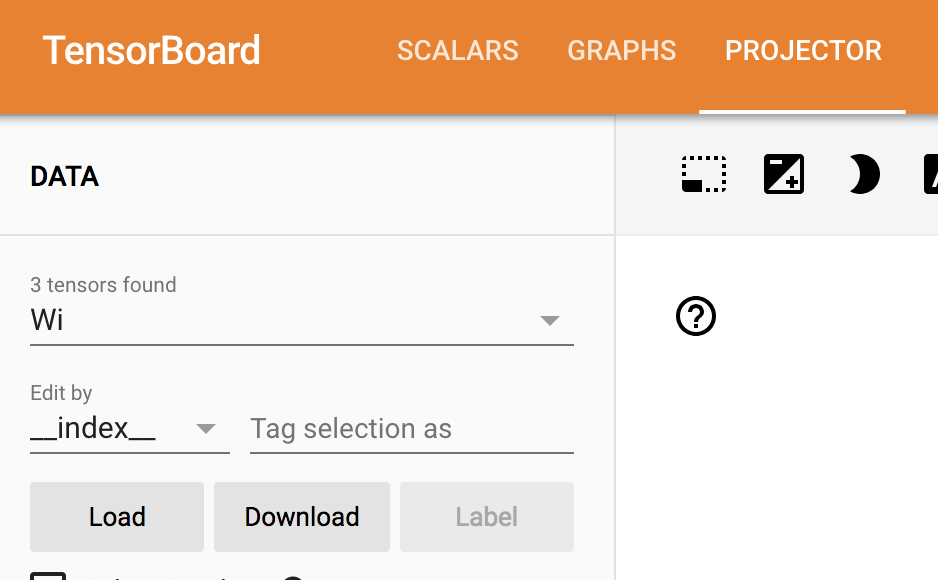 TensorBoard SCALARS GRAPHS PROJECTOR
DATA
3 tensors found
Wi
Edit by
__index__ Tag selection as
Load Download Label